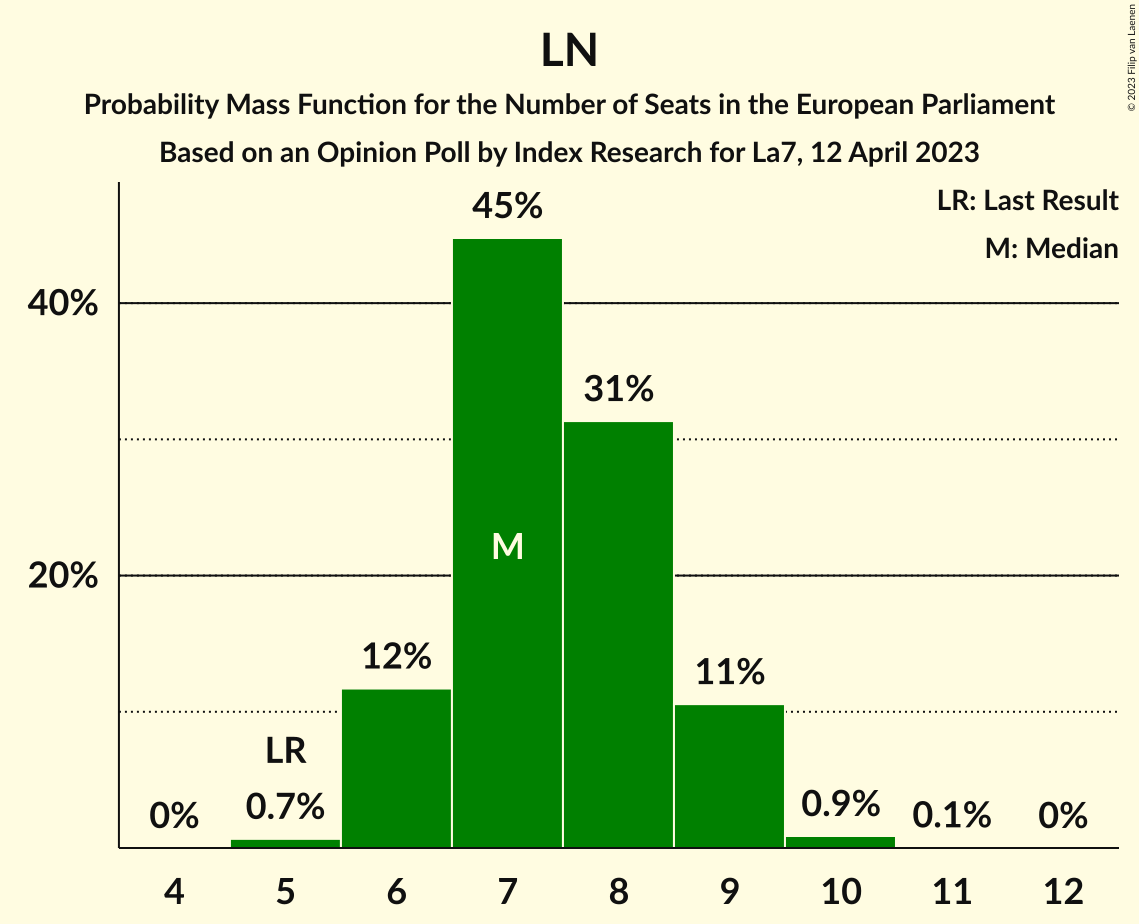 LN
Probability Mass Function for the Number of Seats in the European Parliament
Based on an Opinion Poll by Index Research for La7, 12 April 2023
© 2023 Filip van Laenen
LR: Last Result
M: Median
45%
40%
31%
M
20%
12%
11%
LR
0%
0.7%
0.9%
0.1%
0%
4 5 6 7 8 9 10 11 12